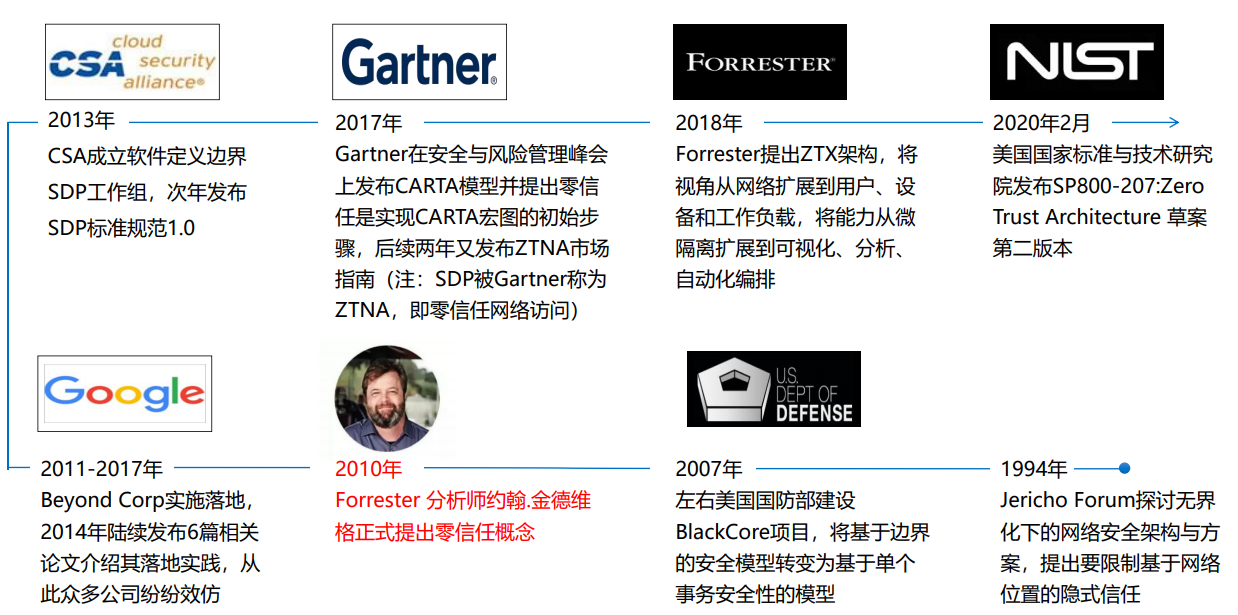 cloud
CSA security
alliance®
2013年
CSA成立软件定义边界
SDP工作组，次年发布
SDP标准规范1.0
Gartner®
2017年
Gartner在安全与风险管理峰会
上发布CARTA模型并提出零信
任是实现CARTA宏图的初始步
骤，后续两年又发布ZTNA市场
指南（注：SDP被Gartner称为
ZTNA，即零信任网络访问）
FORRESTER®
2018年
Forrester提出ZTX架构，将
视角从网络扩展到用户、设
备和工作负载，将能力从微
隔离扩展到可视化、分析、
自动化编排
NIST
2020年2月
美国国家标准与技术研究
院发布SP800-207:Zero
Trust Architecture 草案
第二版本
Google
2011-2017年
Beyond Corp实施落地，
2014年陆续发布6篇相关
论文介绍其落地实践，从
此众多公司纷纷效仿
2010年
Forrester 分析师约翰.金德维
格正式提出零信任概念
U.S.
DEPT OF
DEFENSE
2007年
左右美国国防部建设
BlackCore项目，将基于边界
的安全模型转变为基于单个
事务安全性的模型
1994年
Jericho Forum探讨无界
化下的网络安全架构与方
案，提出要限制基于网络
位置的隐式信任